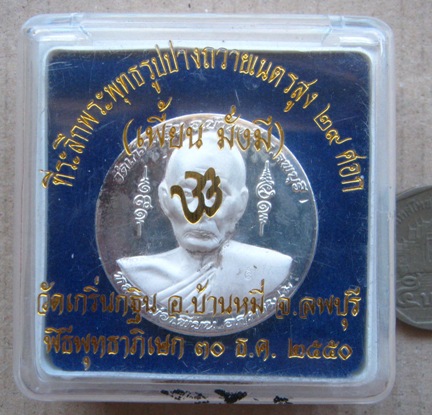 ที่ระลึกพระพุทธรูปปางถวายเนตรสูง ๒๙ ศอก
(เพี้ยน มั่งมี)
วัดเกริ่นกฐิน อ.บ้านหมี่ จ.ลพบุรี
พิธีพุทธาภิเษก ๓๐ ธ.ค. ๒๕๕๐